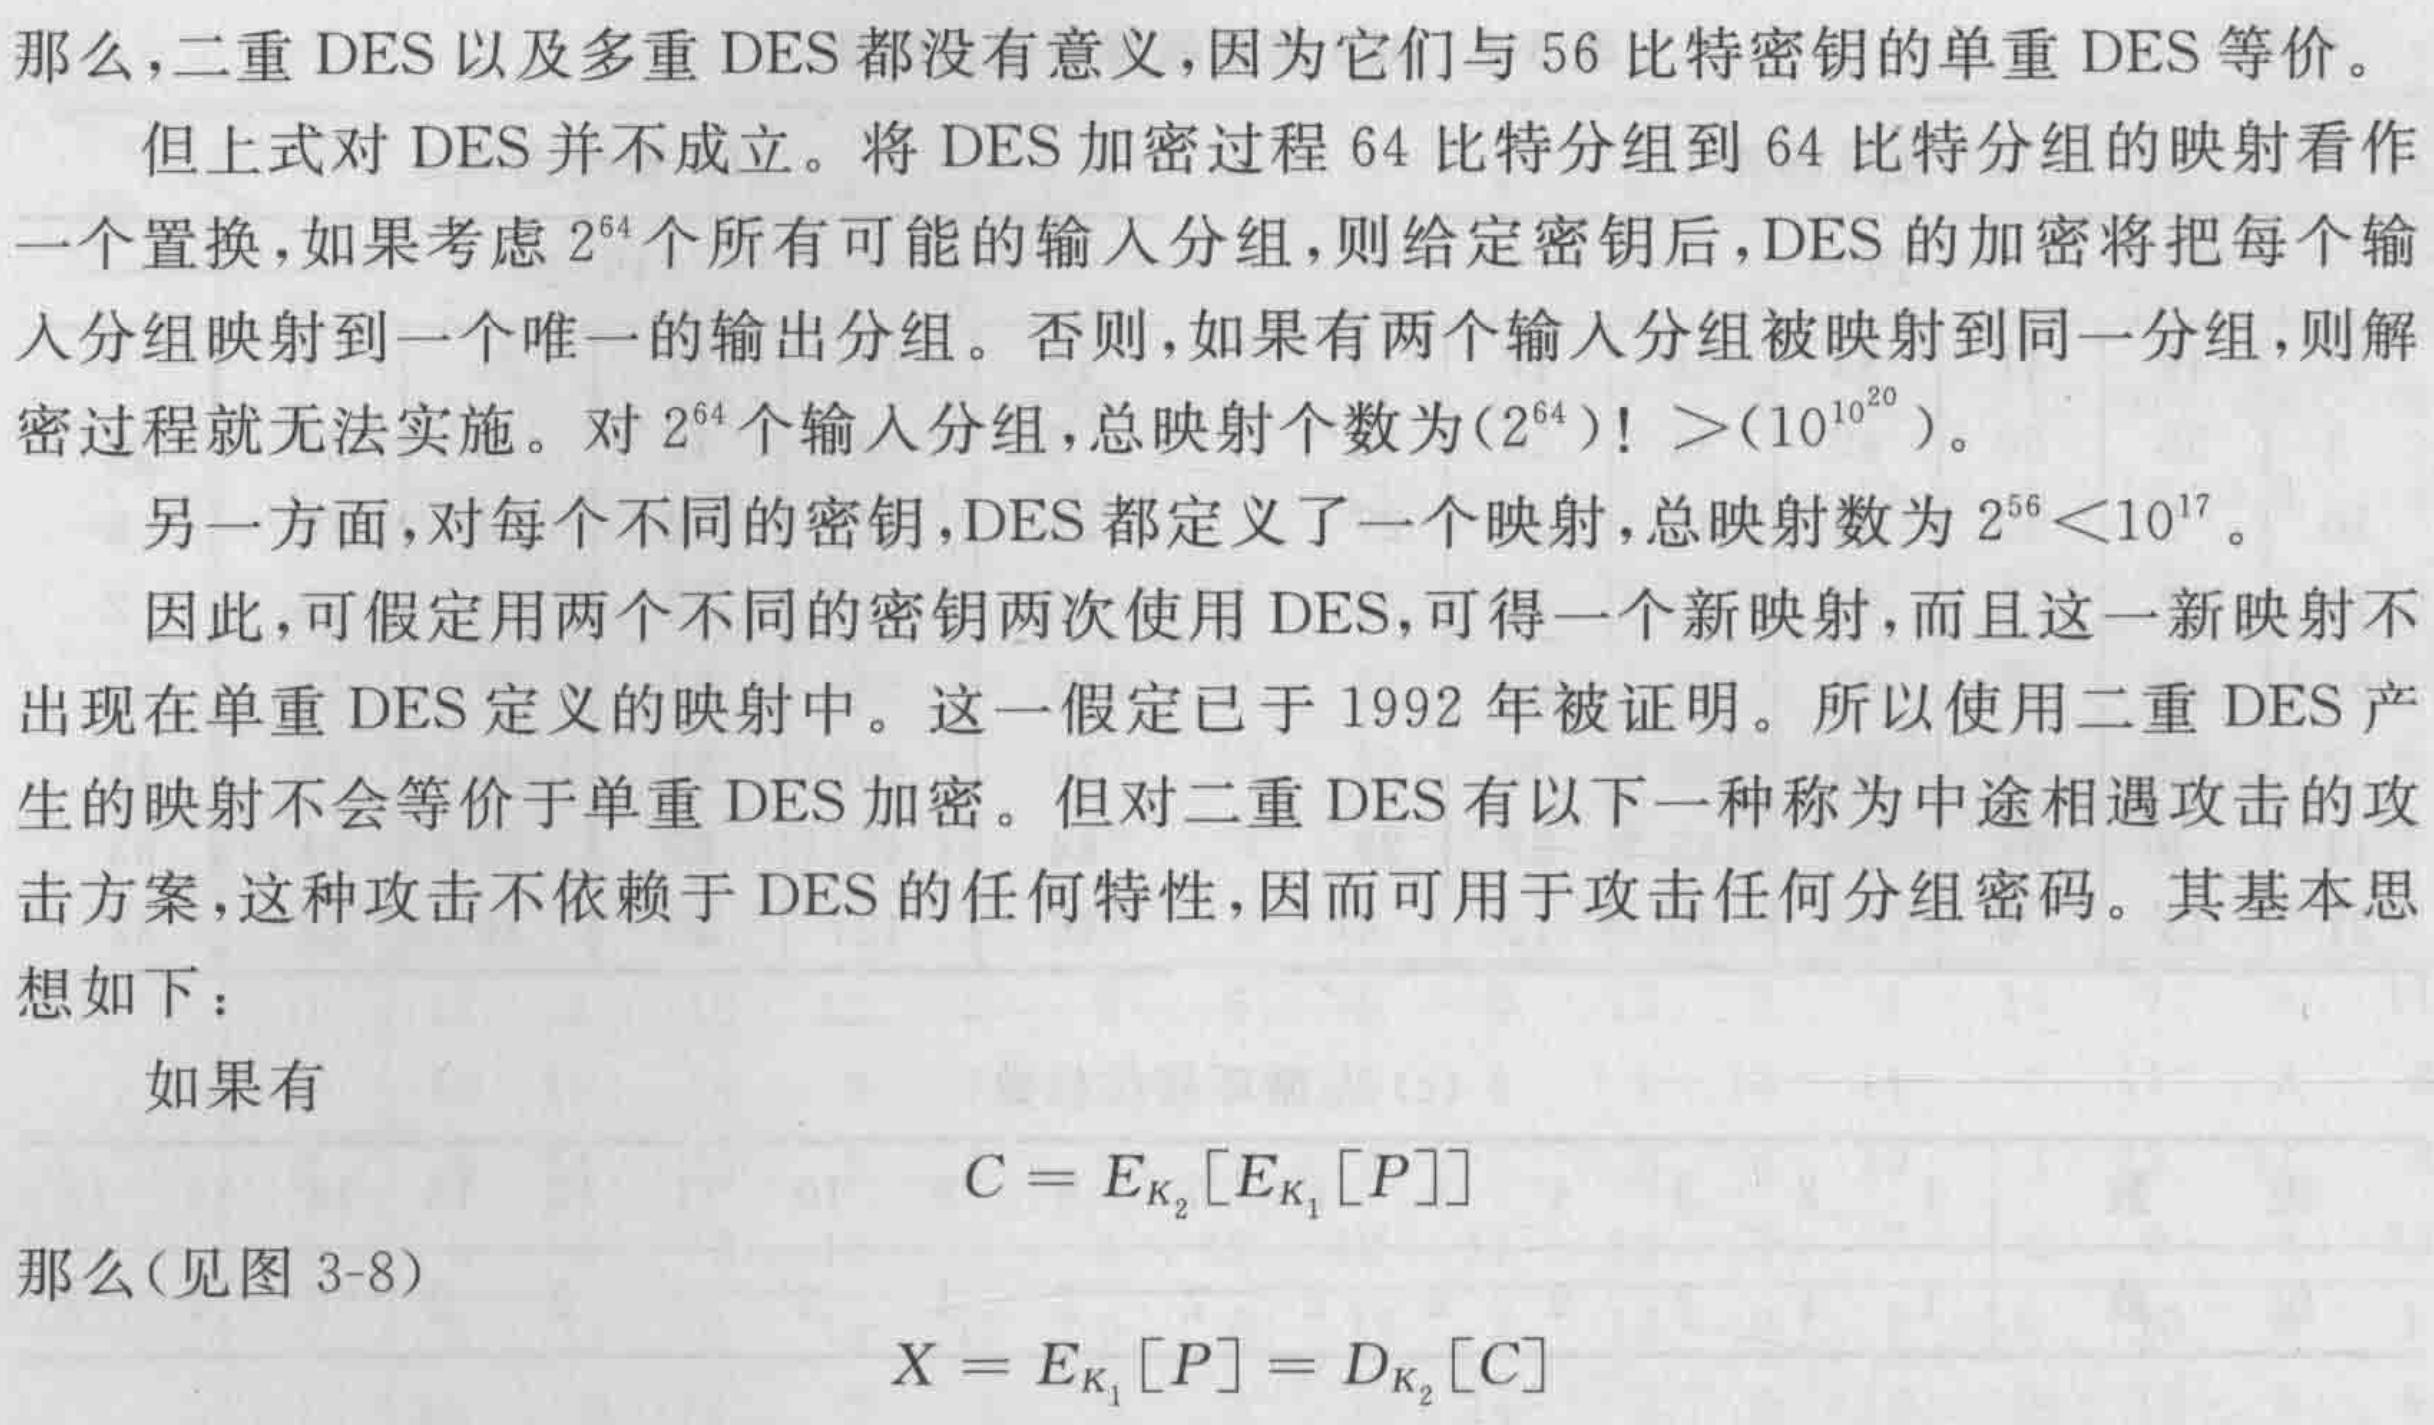 那么,二重 DES 以及多重 DES 都没有意义,因为它们与 56 比特密钥的单重 DES 等价。
但上式对 DES 并不成立。将 DES 加密过程 64 比特分组到 64 比特分组的映射看作
一个置换,如果考虑 2⁶⁴ 个所有可能的输入分组,则给定密钥后,DES 的加密将把每个输
入分组映射到一个唯一的输出分组。否则,如果有两个输入分组被映射到同一分组,则解
密过程就无法实施。对 2⁶⁴ 个输入分组,总映射个数为(2⁶⁴)! >(10^{10^{20}})。
另一方面,对每个不同的密钥,DES 都定义了一个映射,总映射数为 2⁵⁶<10¹⁷。
因此,可假定用两个不同的密钥两次使用 DES,可得一个新映射,而且这一新映射不
出现在单重 DES 定义的映射中。这一假定已于 1992 年被证明。所以使用二重 DES 产
生的映射不会等价于单重 DES 加密。但对二重 DES 有以下一种称为中途相遇攻击的攻
击方案,这种攻击不依赖于 DES 的任何特性,因而可用于攻击任何分组密码。其基本思
想如下:
如果有
C = E_{K₂}[E_{K₁}[P]]
那么(见图 3-8)
X = E_{K₁}[P] = D_{K₂}[C]